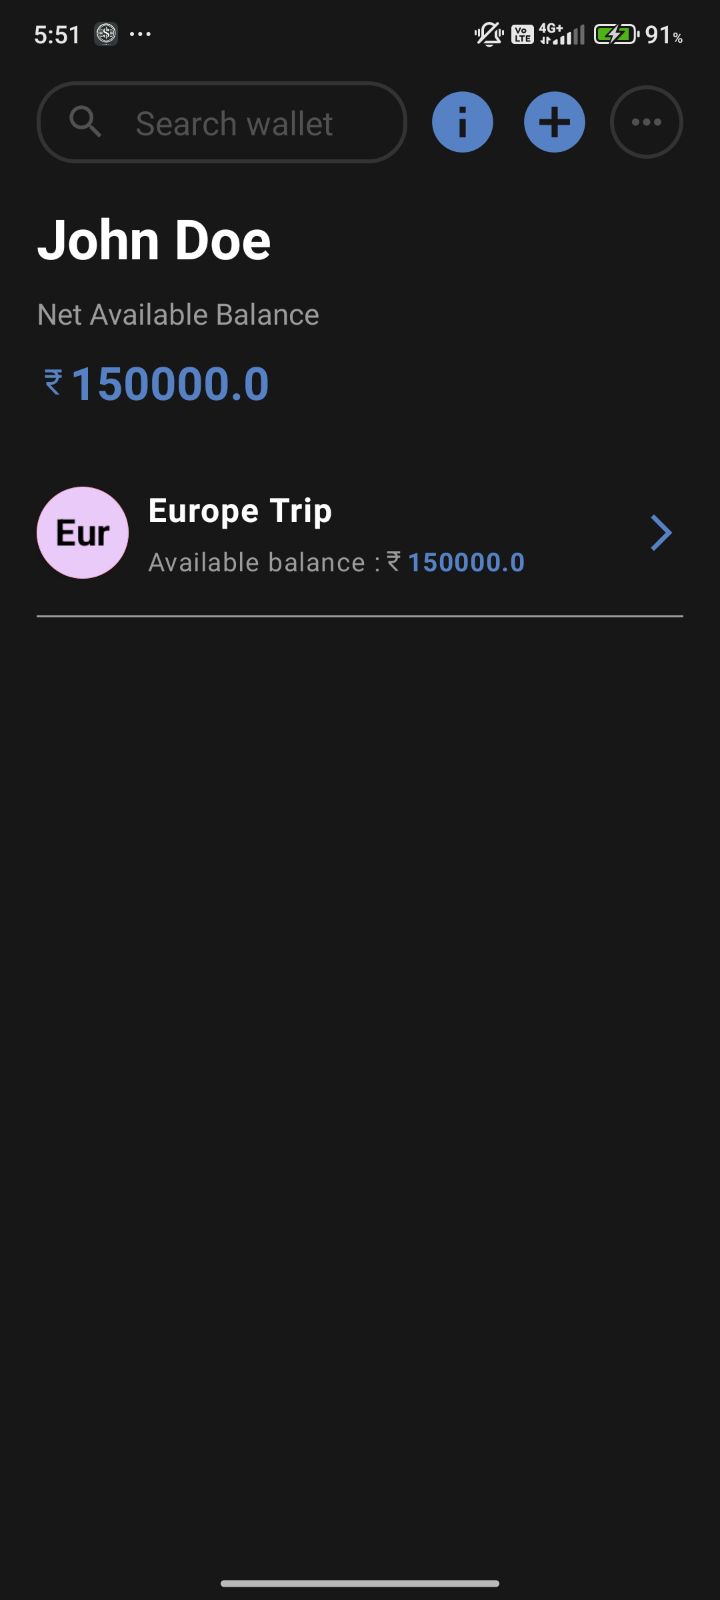 5:51
Vo LTE 4G+ 91%
Search wallet
John Doe
Net Available Balance
₹ 150000.0
Eur
Europe Trip
Available balance : ₹ 150000.0